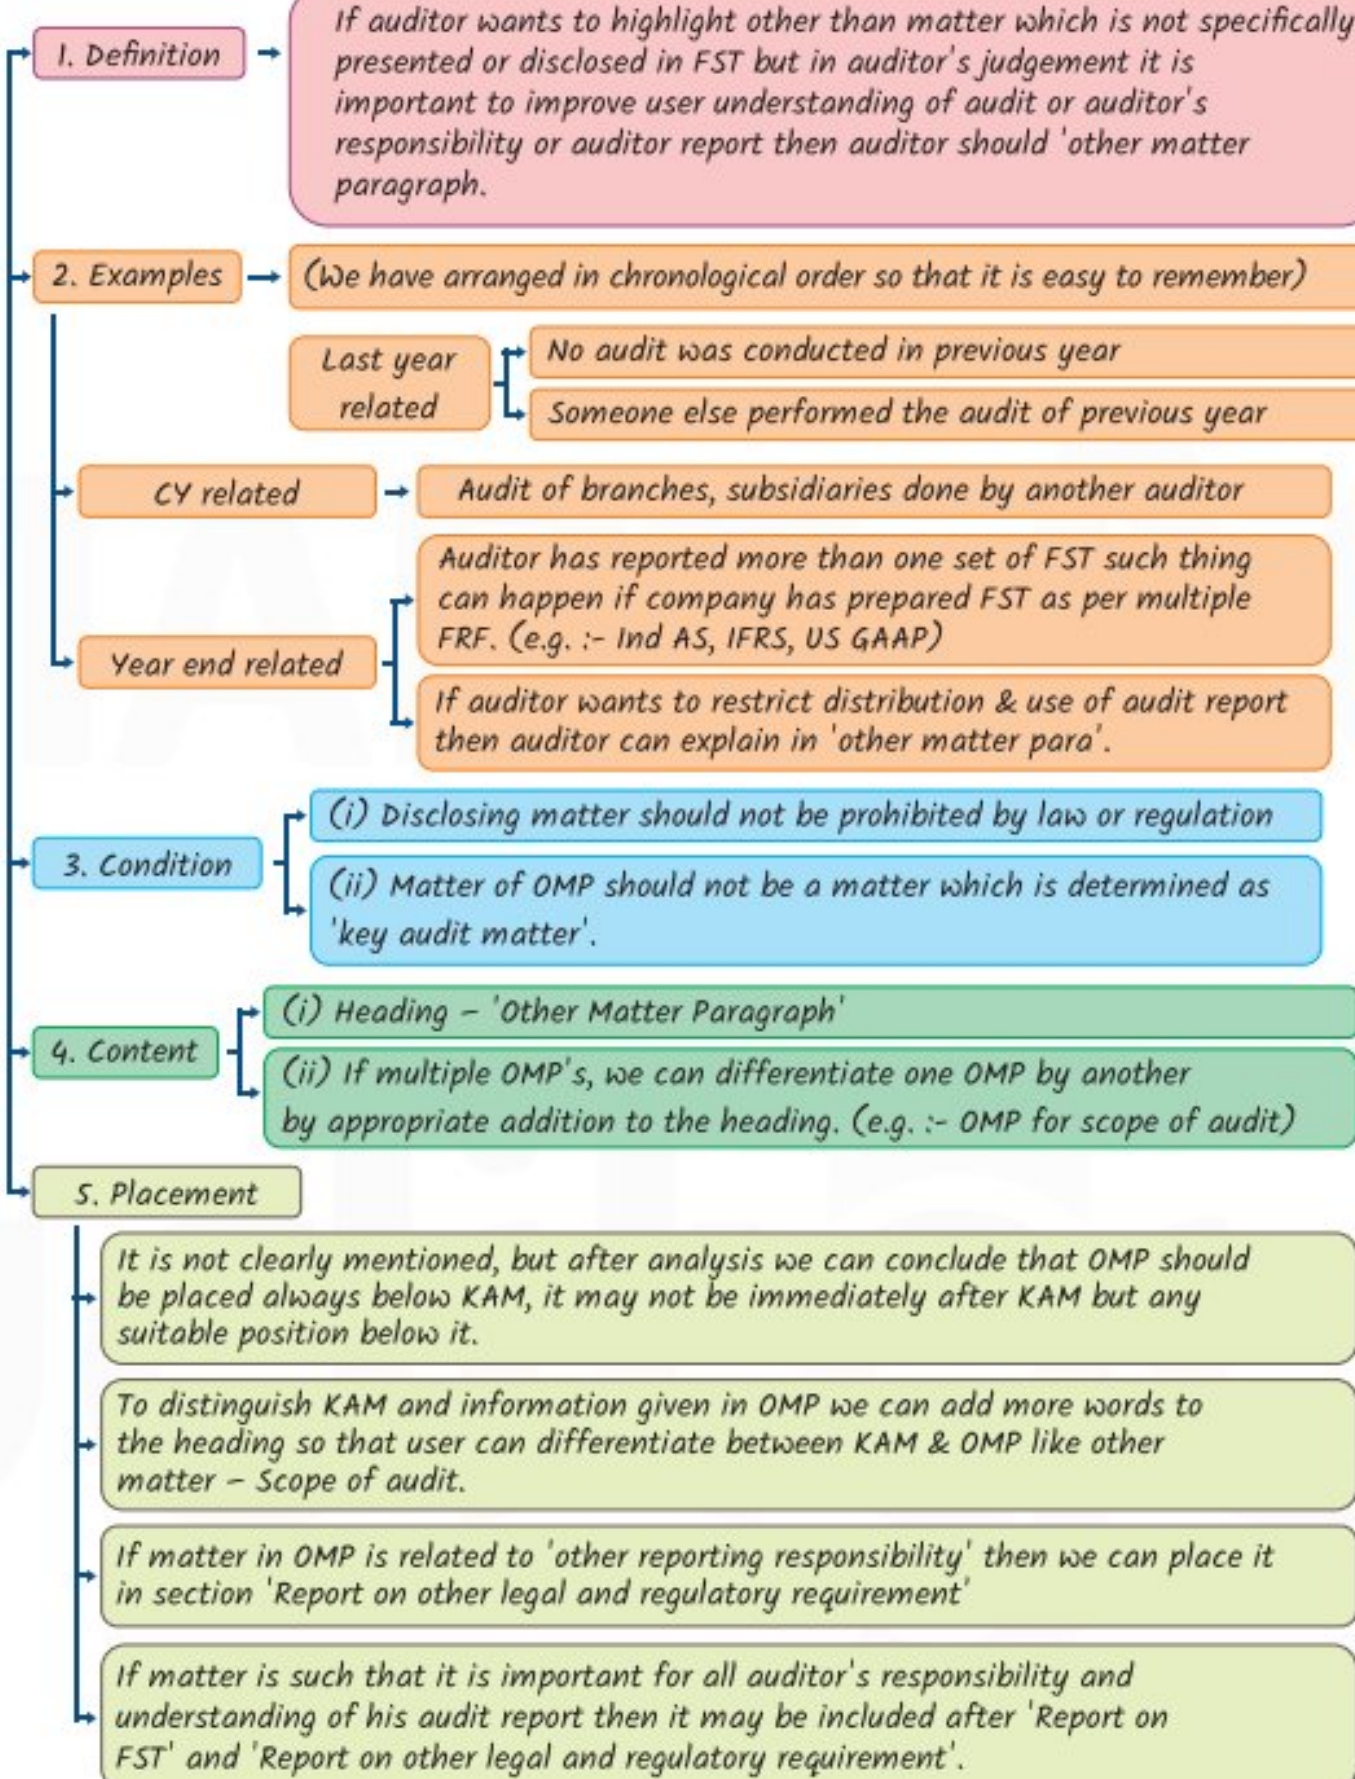 1. Definition
If auditor wants to highlight other than matter which is not specifically
presented or disclosed in FST but in auditor's judgement it is
important to improve user understanding of audit or auditor's
responsibility or auditor report then auditor should 'other matter
paragraph.
2. Examples
(We have arranged in chronological order so that it is easy to remember)
Last year
related
No audit was conducted in previous year
Someone else performed the audit of previous year
CY related
Audit of branches, subsidiaries done by another auditor
Year end related
Auditor has reported more than one set of FST such thing
can happen if company has prepared FST as per multiple
FRF. (e.g. :- Ind AS, IFRS, US GAAP)
If auditor wants to restrict distribution & use of audit report
then auditor can explain in 'other matter para'.
3. Condition
(i) Disclosing matter should not be prohibited by law or regulation
(ii) Matter of OMP should not be a matter which is determined as
'key audit matter'.
4. Content
(i) Heading – 'Other Matter Paragraph'
(ii) If multiple OMP's, we can differentiate one OMP by another
by appropriate addition to the heading. (e.g. :- OMP for scope of audit)
5. Placement
It is not clearly mentioned, but after analysis we can conclude that OMP should
be placed always below KAM, it may not be immediately after KAM but any
suitable position below it.
To distinguish KAM and information given in OMP we can add more words to
the heading so that user can differentiate between KAM & OMP like other
matter – Scope of audit.
If matter in OMP is related to 'other reporting responsibility' then we can place it
in section 'Report on other legal and regulatory requirement'
If matter is such that it is important for all auditor's responsibility and
understanding of his audit report then it may be included after 'Report on
FST' and 'Report on other legal and regulatory requirement'.